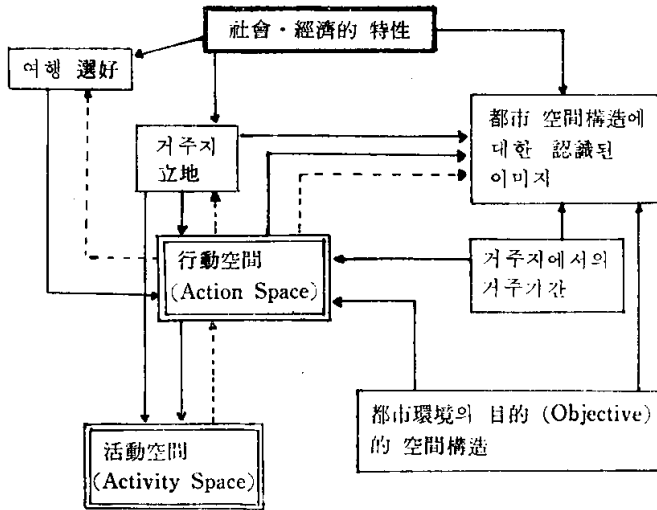 社會·經濟的 特性
여행 選好
都市 空間構造에
대한 認識된
이미지
거주지
立地
行動空間
(Action Space)
거주지에서의
거주기간
都市環境의 目的 (Objective)
的 空間構造
活動空間
(Activity Space)